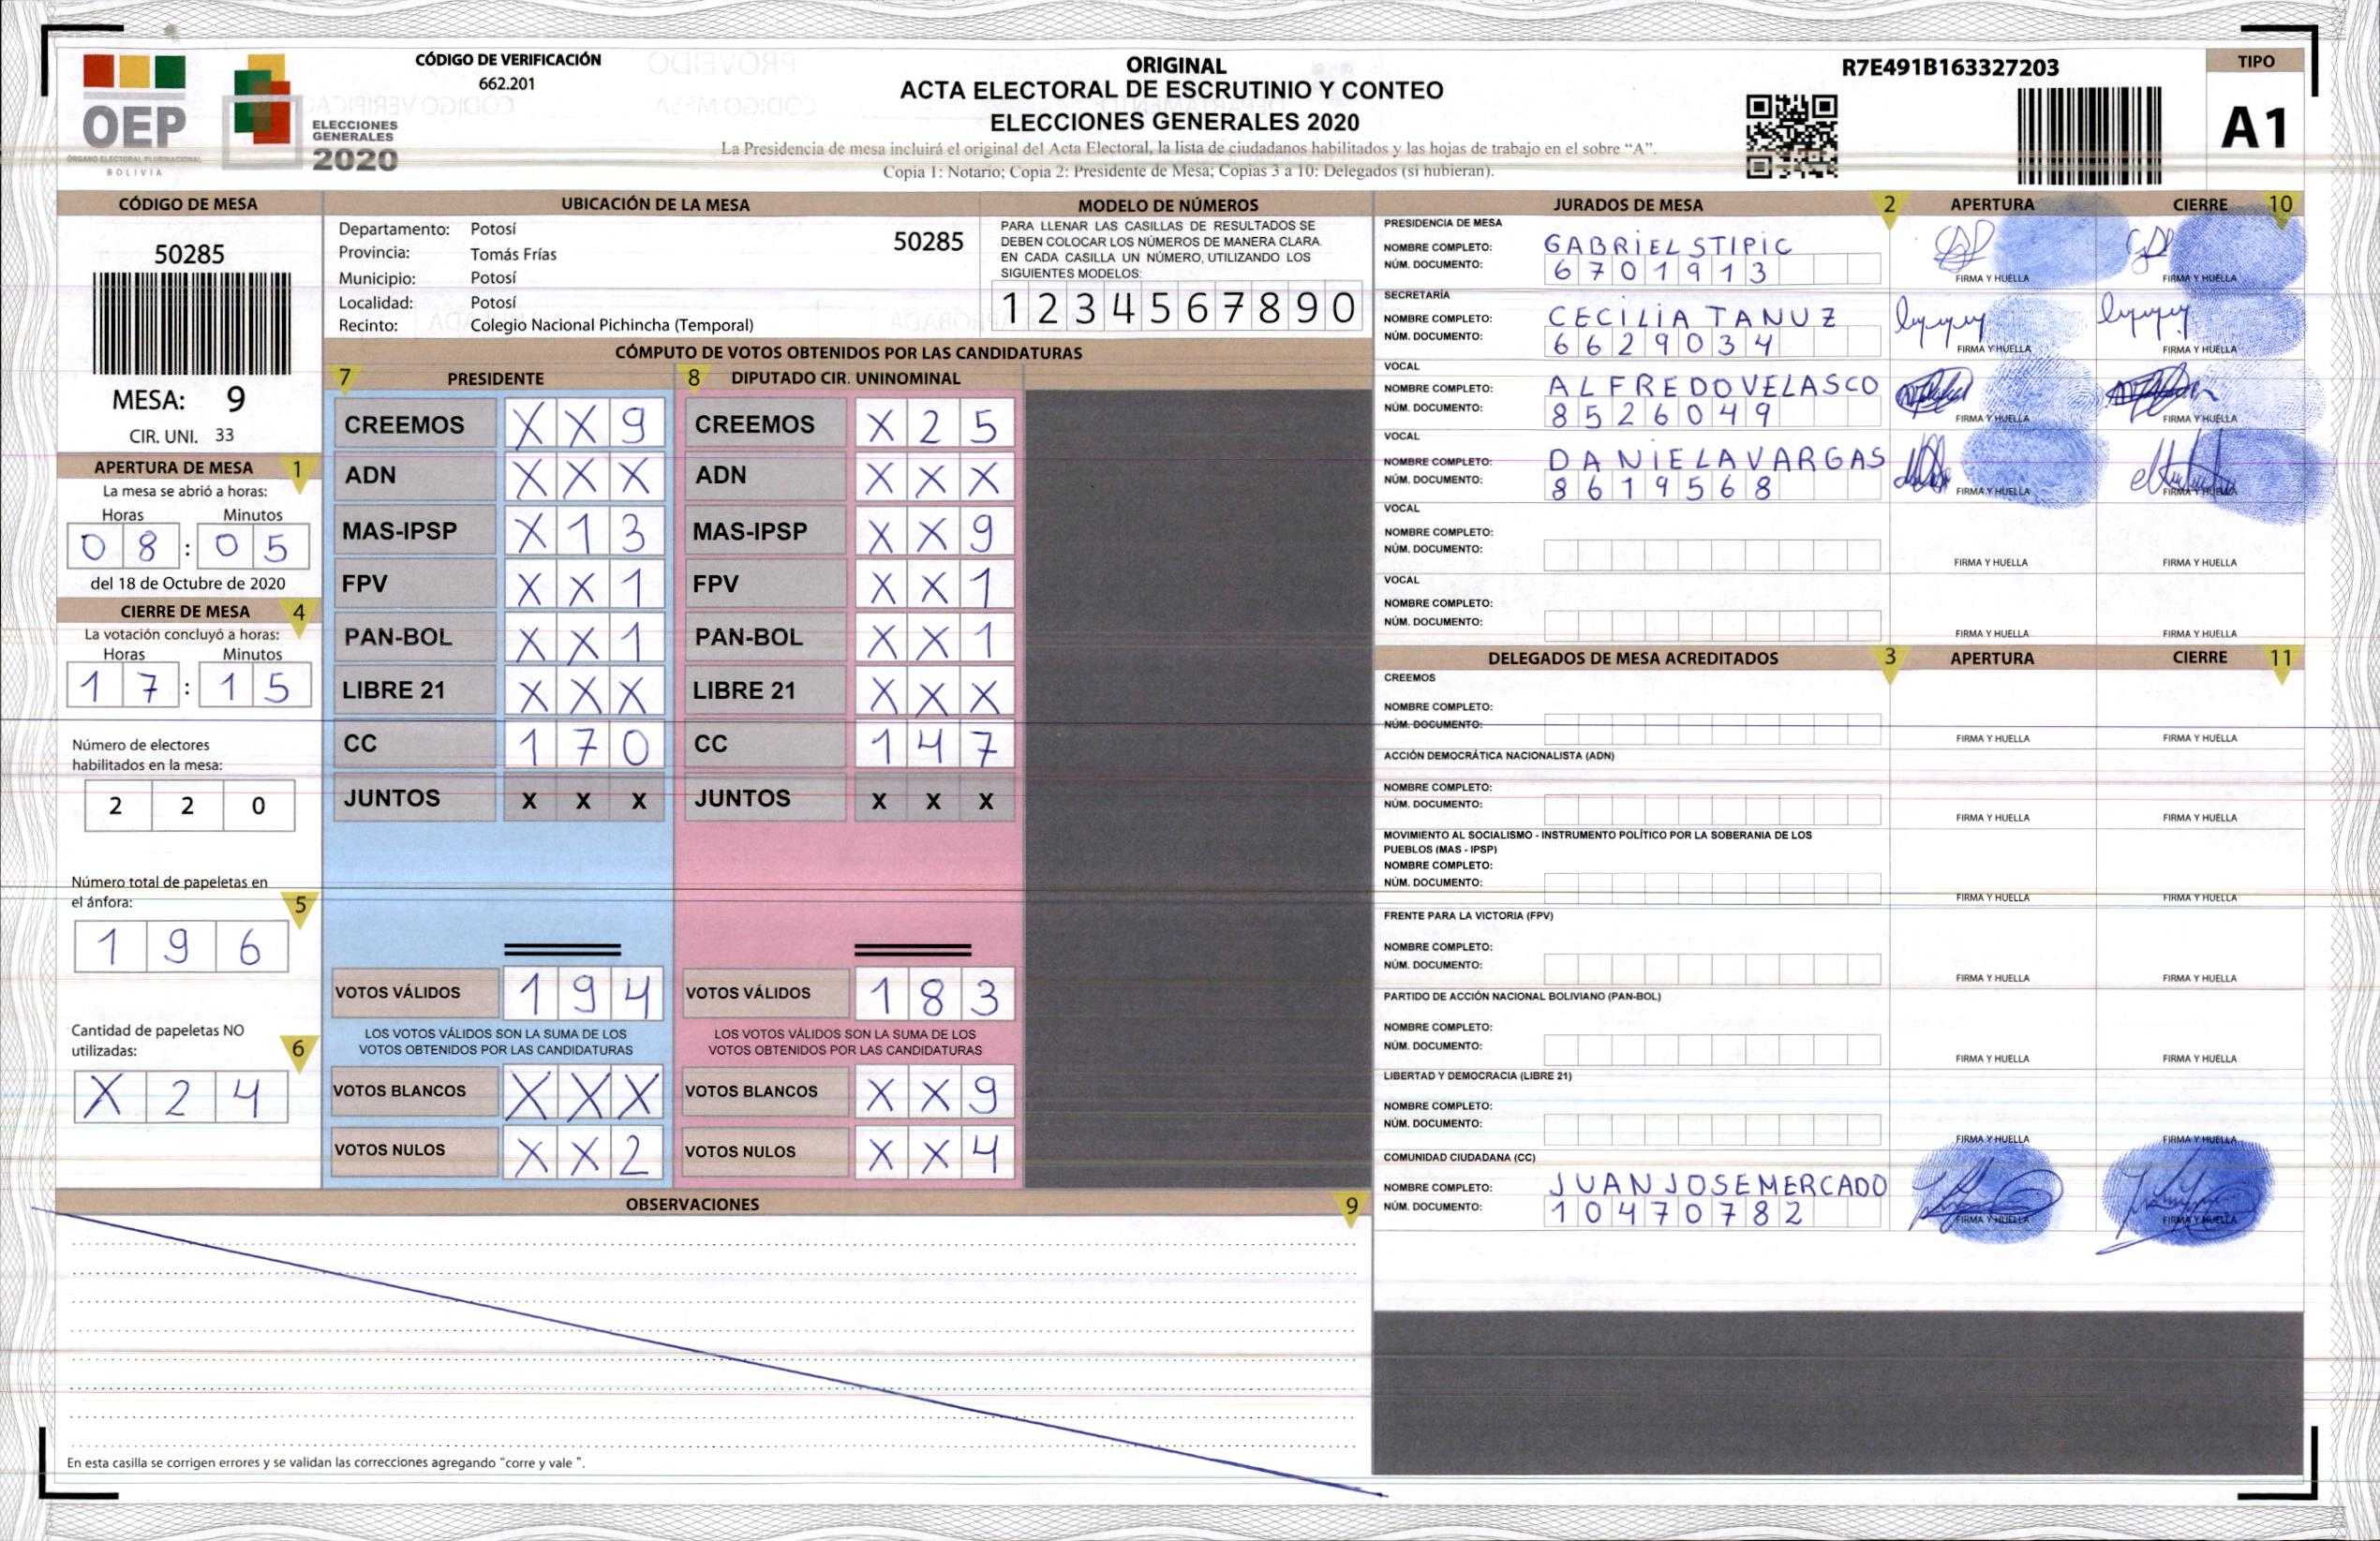 ORIGINAL
ACTA ELECTORAL DE ESCRUTINIO Y CONTEO
ELECCIONES GENERALES 2020
La Presidencia de mesa incluirá el original del Acta Electoral, la lista de ciudadanos habilitados y las hojas de trabajo en el sobre “A”.
Copia 1: Notario; Copia 2: Presidente de Mesa; Copias 3 a 10: Delegados (si hubieran).
OEP
ÓRGANO ELECTORAL PLURINACIONAL
BOLIVIA
ELECCIONES
GENERALES
2020
CÓDIGO DE VERIFICACIÓN
662.201
R7E491B163327203
TIPO
A1
CÓDIGO DE MESA
50285
MESA: 9
CIR. UNI. 33
APERTURA DE MESA 1
La mesa se abrió a horas:
Horas Minutos
08 : 05
del 18 de Octubre de 2020
CIERRE DE MESA 4
La votación concluyó a horas:
Horas Minutos
17 : 15
Número de electores
habilitados en la mesa:
2 2 0
Número total de papeletas en
el ánfora: 5
1 9 6
Cantidad de papeletas NO
utilizadas: 6
X 2 4
UBICACIÓN DE LA MESA
Departamento: Potosí
50285
Provincia: Tomás Frías
Municipio: Potosí
Localidad: Potosí
Recinto: Colegio Nacional Pichincha (Temporal)
MODELO DE NÚMEROS
PARA LLENAR LAS CASILLAS DE RESULTADOS SE
DEBEN COLOCAR LOS NÚMEROS DE MANERA CLARA.
EN CADA CASILLA UN NÚMERO, UTILIZANDO LOS
SIGUIENTES MODELOS:
1 2 3 4 5 6 7 8 9 0
CÓMPUTO DE VOTOS OBTENIDOS POR LAS CANDIDATURAS
7 PRESIDENTE
CREEMOS X X 9
ADN X X X
MAS-IPSP X 1 3
FPV X X 1
PAN-BOL X X 1
LIBRE 21 X X X
CC 1 7 0
JUNTOS X X X
VOTOS VÁLIDOS 1 9 4
LOS VOTOS VÁLIDOS SON LA SUMA DE LOS
VOTOS OBTENIDOS POR LAS CANDIDATURAS
VOTOS BLANCOS X X X
VOTOS NULOS X X 2
8 DIPUTADO CIR. UNINOMINAL
CREEMOS X 2 5
ADN X X X
MAS-IPSP X X 9
FPV X X 1
PAN-BOL X X 1
LIBRE 21 X X X
CC 1 4 7
JUNTOS X X X
VOTOS VÁLIDOS 1 8 3
LOS VOTOS VÁLIDOS SON LA SUMA DE LOS
VOTOS OBTENIDOS POR LAS CANDIDATURAS
VOTOS BLANCOS X X 9
VOTOS NULOS X X 4
OBSERVACIONES 9
En esta casilla se corrigen errores y se validan las correcciones agregando “corre y vale ”.
JURADOS DE MESA 2 APERTURA CIERRE 10
PRESIDENCIA DE MESA
NOMBRE COMPLETO: GABRIEL STIPIC
NÚM. DOCUMENTO: 6701913
FIRMA Y HUELLA FIRMA Y HUELLA
SECRETARÍA
NOMBRE COMPLETO: CECILIA TANUZ
NÚM. DOCUMENTO: 6629034
FIRMA Y HUELLA FIRMA Y HUELLA
VOCAL
NOMBRE COMPLETO: ALFREDO VELASCO
NÚM. DOCUMENTO: 8526049
FIRMA Y HUELLA FIRMA Y HUELLA
VOCAL
NOMBRE COMPLETO: DANIELA VARGAS
NÚM. DOCUMENTO: 8619568
FIRMA Y HUELLA FIRMA Y HUELLA
VOCAL
NOMBRE COMPLETO:
NÚM. DOCUMENTO:
FIRMA Y HUELLA FIRMA Y HUELLA
VOCAL
NOMBRE COMPLETO:
NÚM. DOCUMENTO:
FIRMA Y HUELLA FIRMA Y HUELLA
DELEGADOS DE MESA ACREDITADOS 3 APERTURA CIERRE 11
CREEMOS
NOMBRE COMPLETO:
NÚM. DOCUMENTO:
FIRMA Y HUELLA FIRMA Y HUELLA
ACCIÓN DEMOCRÁTICA NACIONALISTA (ADN)
NOMBRE COMPLETO:
NÚM. DOCUMENTO:
FIRMA Y HUELLA FIRMA Y HUELLA
MOVIMIENTO AL SOCIALISMO - INSTRUMENTO POLÍTICO POR LA SOBERANIA DE LOS
PUEBLOS (MAS - IPSP)
NOMBRE COMPLETO:
NÚM. DOCUMENTO:
FIRMA Y HUELLA FIRMA Y HUELLA
FRENTE PARA LA VICTORIA (FPV)
NOMBRE COMPLETO:
NÚM. DOCUMENTO:
FIRMA Y HUELLA FIRMA Y HUELLA
PARTIDO DE ACCIÓN NACIONAL BOLIVIANO (PAN-BOL)
NOMBRE COMPLETO:
NÚM. DOCUMENTO:
FIRMA Y HUELLA FIRMA Y HUELLA
LIBERTAD Y DEMOCRACIA (LIBRE 21)
NOMBRE COMPLETO:
NÚM. DOCUMENTO:
FIRMA Y HUELLA FIRMA Y HUELLA
COMUNIDAD CIUDADANA (CC)
NOMBRE COMPLETO: JUAN JOSE MERCADO
NÚM. DOCUMENTO: 10470782
FIRMA Y HUELLA FIRMA Y HUELLA